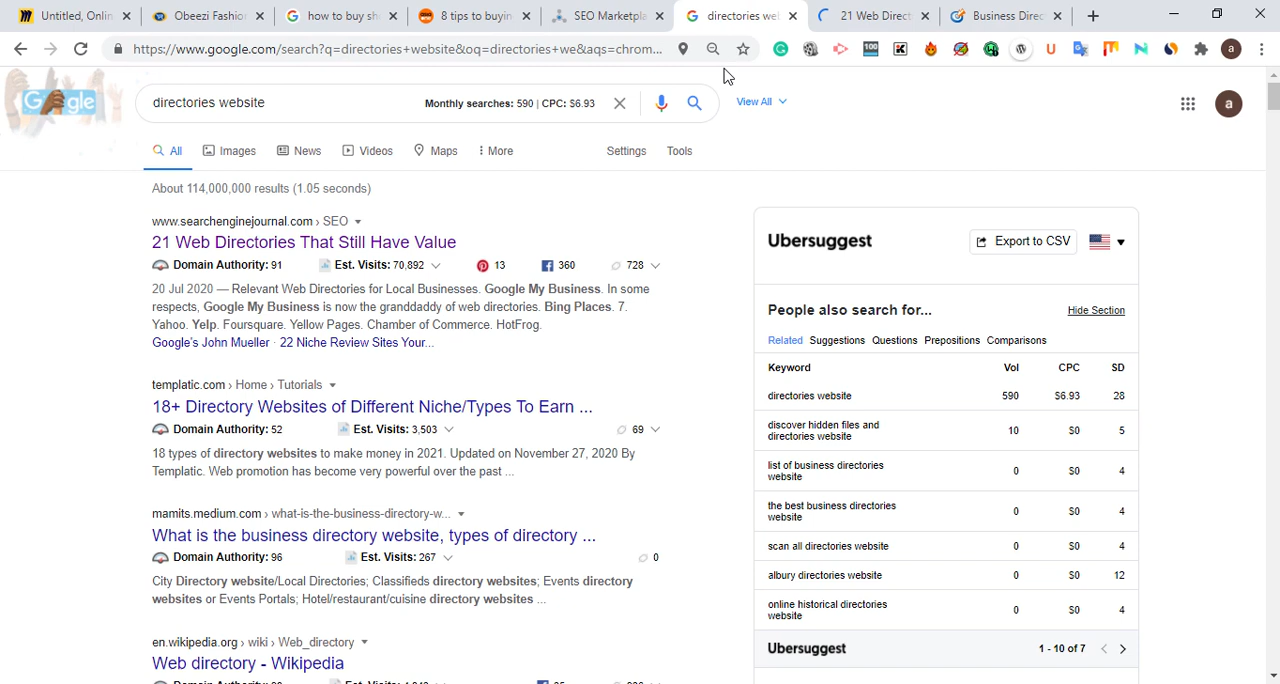 Untitled, Onlin
Obeezi Fashio
how to buy sh
8 tips to buyin
SEO Marketpla
directories we
21 Web Direct
Business Direc
https://www.google.com/search?q=directories+website&oq=directories+we&aqs=chrom...
100
K
U
a
Google
directories website
Monthly searches: 590 | CPC: $6.93
View All
a
All
Images
News
Videos
Maps
More
Settings
Tools
About 114,000,000 results (1.05 seconds)
www.searchenginejournal.com › SEO
21 Web Directories That Still Have Value
Domain Authority: 91
Est. Visits: 70,892
13
360
728
20 Jul 2020 — Relevant Web Directories for Local Businesses. Google My Business. In some
respects, Google My Business is now the granddaddy of web directories. Bing Places. 7.
Yahoo. Yelp. Foursquare. Yellow Pages. Chamber of Commerce. HotFrog.
Google's John Mueller · 22 Niche Review Sites Your...
templatic.com › Home › Tutorials
18+ Directory Websites of Different Niche/Types To Earn ...
Domain Authority: 52
Est. Visits: 3,503
69
18 types of directory websites to make money in 2021. Updated on November 27, 2020 By
Templatic. Web promotion has become very powerful over the past ...
mamits.medium.com › what-is-the-business-directory-w...
What is the business directory website, types of directory ...
Domain Authority: 96
Est. Visits: 267
0
City Directory website/Local Directories; Classifieds directory websites; Events directory
websites or Events Portals; Hotel/restaurant/cuisine directory websites ...
en.wikipedia.org › wiki › Web_directory
Web directory - Wikipedia
Ubersuggest
Export to CSV
People also search for...
Hide Section
Related Suggestions Questions Prepositions Comparisons
Keyword Vol CPC SD
directories website 590 $6.93 28
discover hidden files and
directories website 10 $0 5
list of business directories
website 0 $0 4
the best business directories
website 0 $0 4
scan all directories website 0 $0 4
albury directories website 0 $0 12
online historical directories
website 0 $0 4
Ubersuggest
1 - 10 of 7